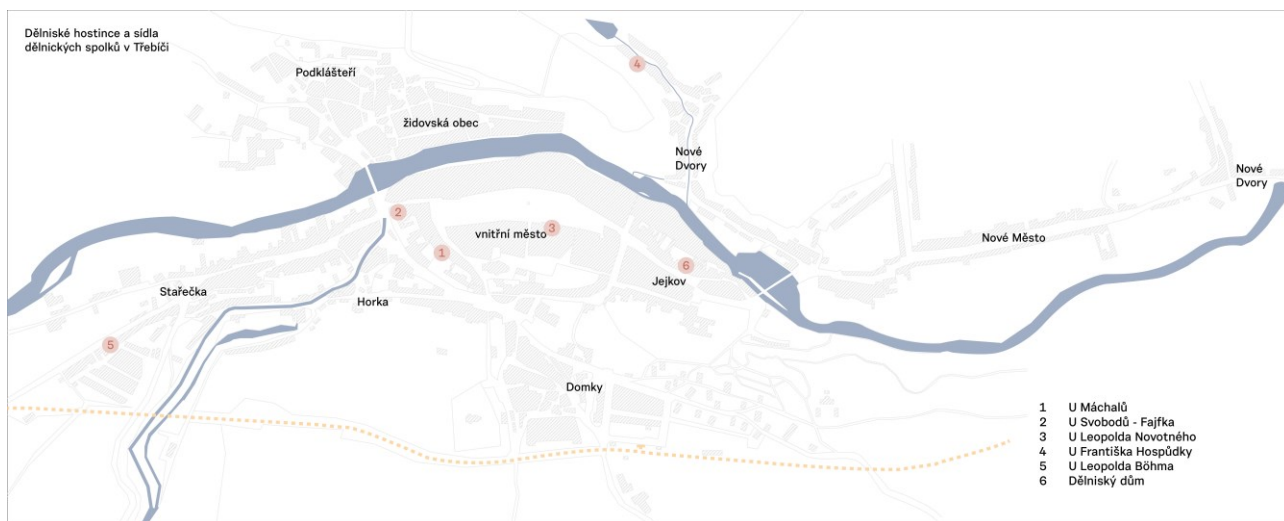 Dělniské hostince a sídla
dělnických spolků v Třebíči
Podklášteří
židovská obec
4
Nové
Dvory
Nové
Dvory
2
vnitřní město
3
Nové Město
1
6
Stařečka
Horka
Jejkov
5
Domky
1 U Máchalů
2 U Svobodů - Fajfka
3 U Leopolda Novotného
4 U Františka Hospůdky
5 U Leopolda Böhma
6 Dělniský dům